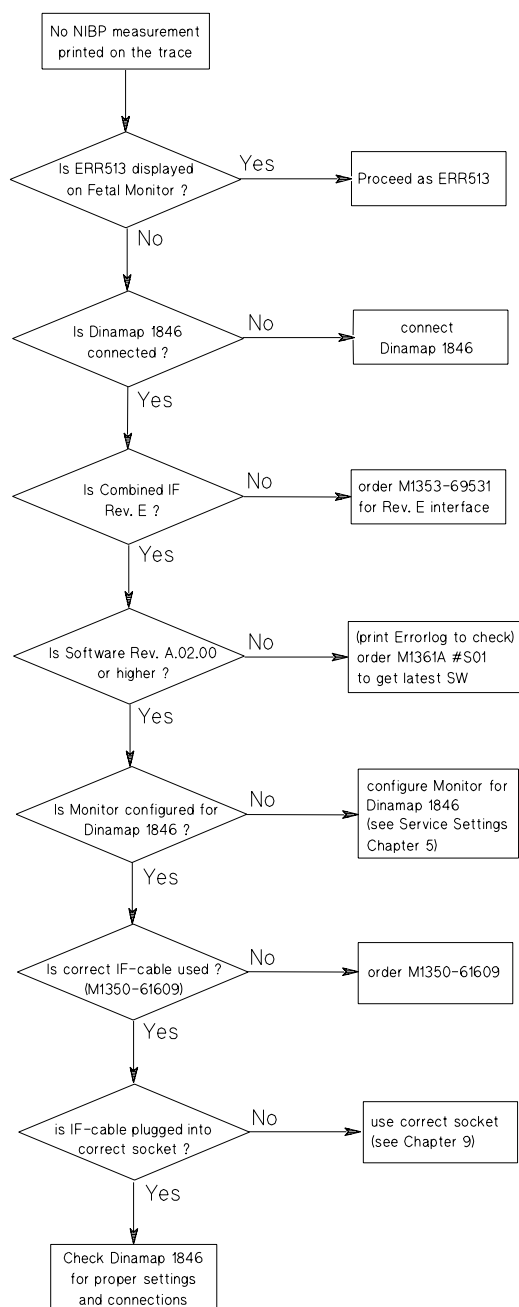 No NIBP measurement
printed on the trace
Is ERR513 displayed
on Fetal Monitor ?
Yes
Proceed as ERR513
No
Is Dinamap 1846
connected ?
No
connect
Dinamap 1846
Yes
Is Combined IF
Rev. E ?
No
order M1353-69531
for Rev. E interface
Yes
Is Software Rev. A.02.00
or higher ?
No
(print Errorlog to check)
order M1361A #S01
to get latest SW
Yes
Is Monitor configured for
Dinamap 1846 ?
No
configure Monitor for
Dinamap 1846
(see Service Settings
Chapter 5)
Yes
Is correct IF-cable used ?
(M1350-61609)
No
order M1350-61609
Yes
is IF-cable plugged into
correct socket ?
No
use correct socket
(see Chapter 9)
Yes
Check Dinamap 1846
for proper settings
and connections